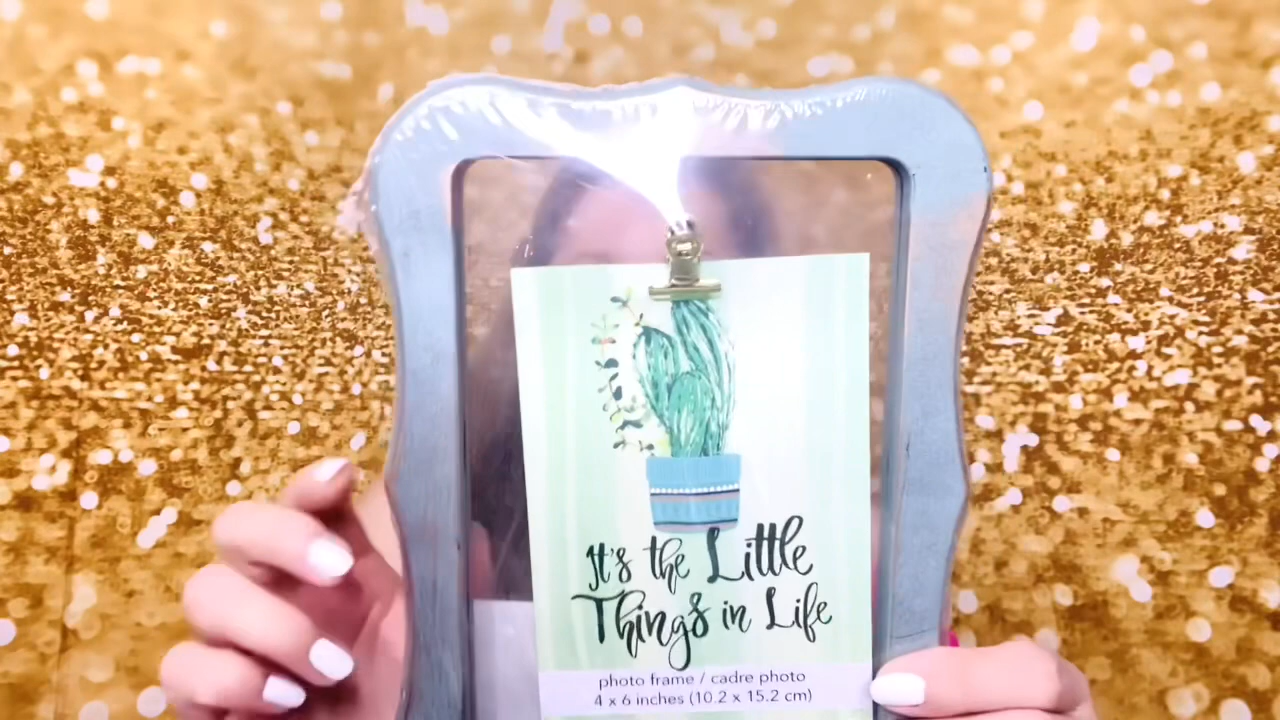 It's the Little
Things in Life
photo frame / cadre photo
4 x 6 inches (10.2 x 15.2 cm)